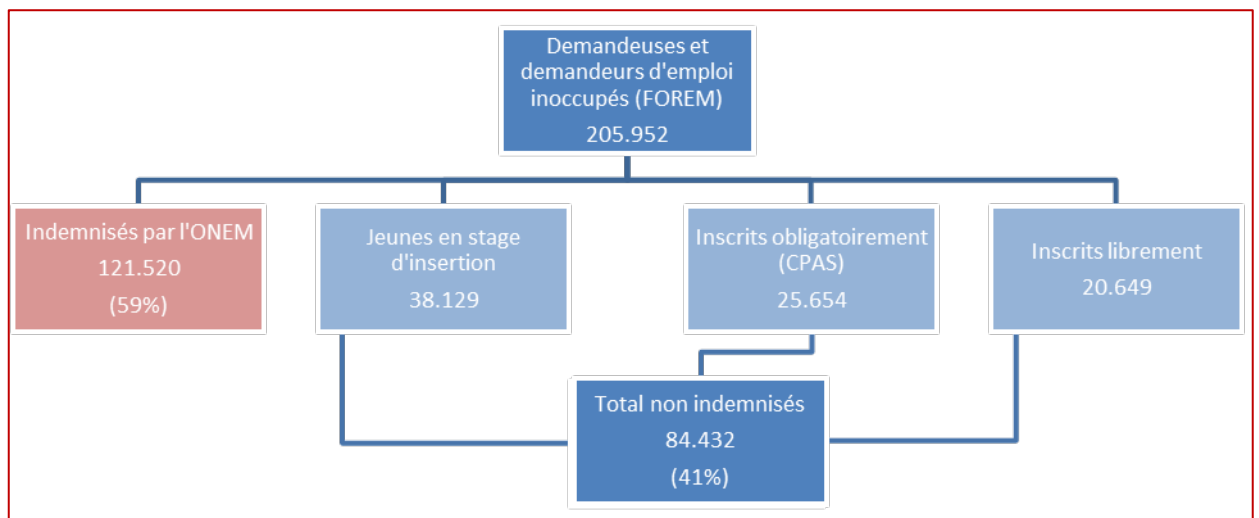 Demandeuses et
demandeurs d'emploi
inoccupés (FOREM)
205.952
Indemnisés par l'ONEM
121.520
(59%)
Jeunes en stage
d'insertion
38.129
Inscrits obligatoirement
(CPAS)
25.654
Inscrits librement
20.649
Total non indemnisés
84.432
(41%)